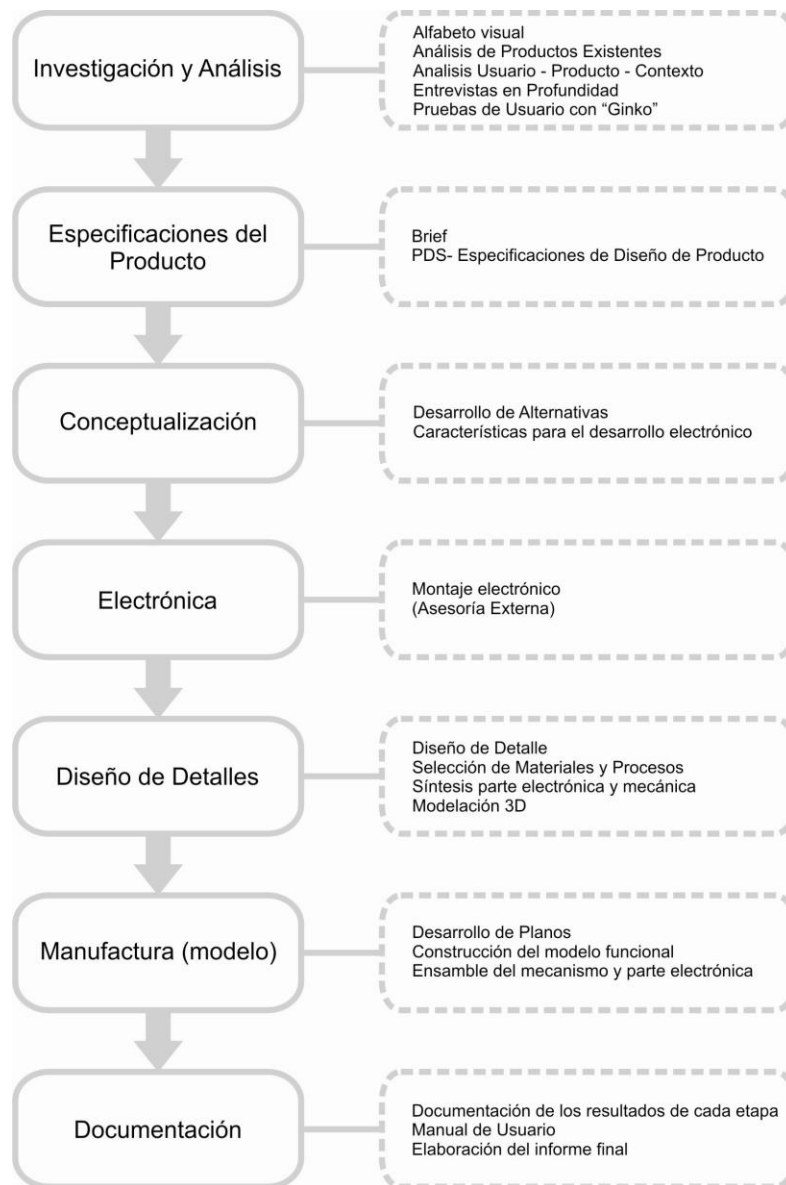 Investigación y Análisis
Alfabeto visual
Análisis de Productos Existentes
Analisis Usuario - Producto - Contexto
Entrevistas en Profundidad
Pruebas de Usuario con “Ginko”
Especificaciones del
Producto
Brief
PDS- Especificaciones de Diseño de Producto
Conceptualización
Desarrollo de Alternativas
Características para el desarrollo electrónico
Electrónica
Montaje electrónico
(Asesoría Externa)
Diseño de Detalles
Diseño de Detalle
Selección de Materiales y Procesos
Síntesis parte electrónica y mecánica
Modelación 3D
Manufactura (modelo)
Desarrollo de Planos
Construcción del modelo funcional
Ensamble del mecanismo y parte electrónica
Documentación
Documentación de los resultados de cada etapa
Manual de Usuario
Elaboración del informe final